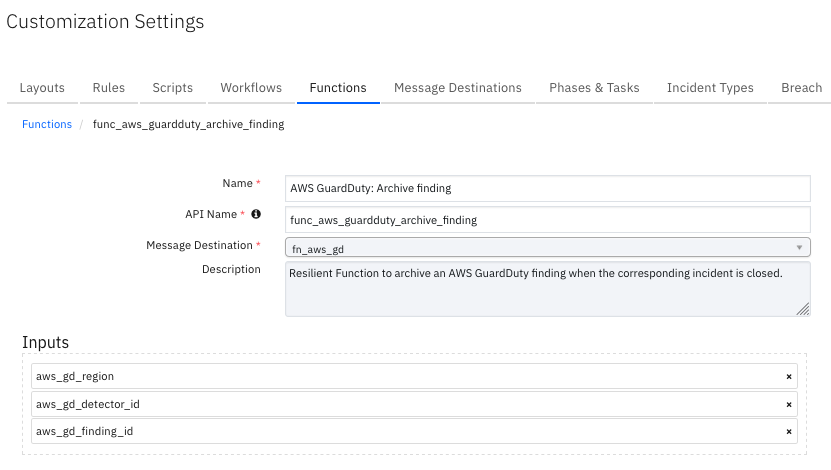 Customization Settings
Layouts Rules Scripts Workflows Functions Message Destinations Phases & Tasks Incident Types Breach
Functions / func_aws_guardduty_archive_finding
Name * AWS GuardDuty: Archive finding
API Name * func_aws_guardduty_archive_finding
Message Destination * fn_aws_gd
Description Resilient Function to archive an AWS GuardDuty finding when the corresponding incident is closed.
Inputs
aws_gd_region ×
aws_gd_detector_id ×
aws_gd_finding_id ×